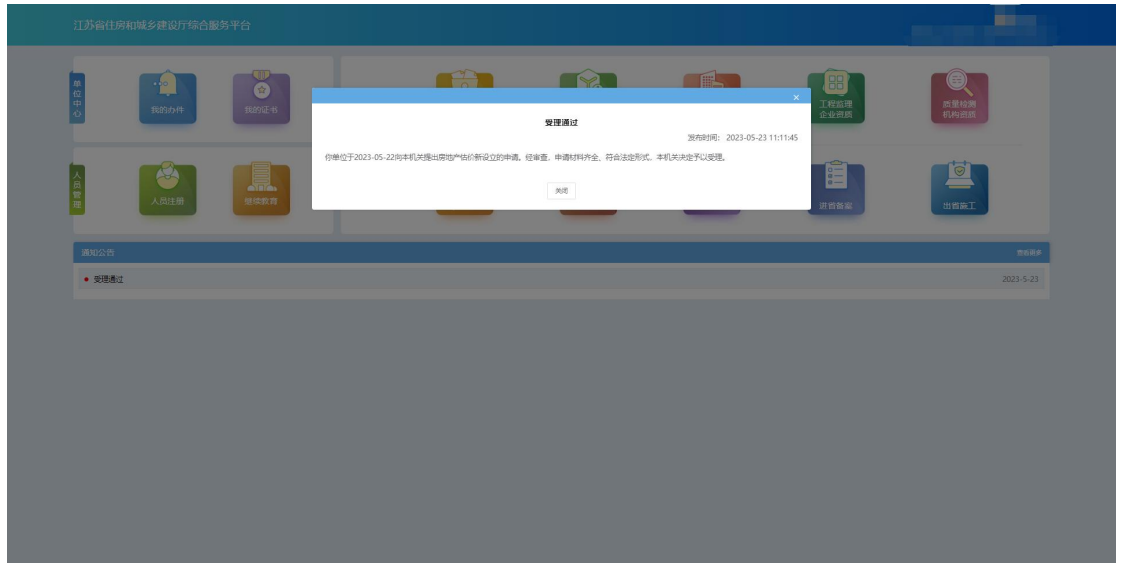 江苏省住房和城乡建设厅综合服务平台
单位中心
我的办件
我的证书
工程监理
企业资质
质量检测
机构资质
×
受理通过
发布时间: 2023-05-23 11:11:45
你单位于2023-05-22向本机关提出房地产估价新设立的申请。经审查、申请材料齐全、符合法定形式、本机关决定予以受理。
关闭
人员管理
人员注册
继续教育
进省备案
出省施工
通知公告
查看更多
受理通过
2023-5-23